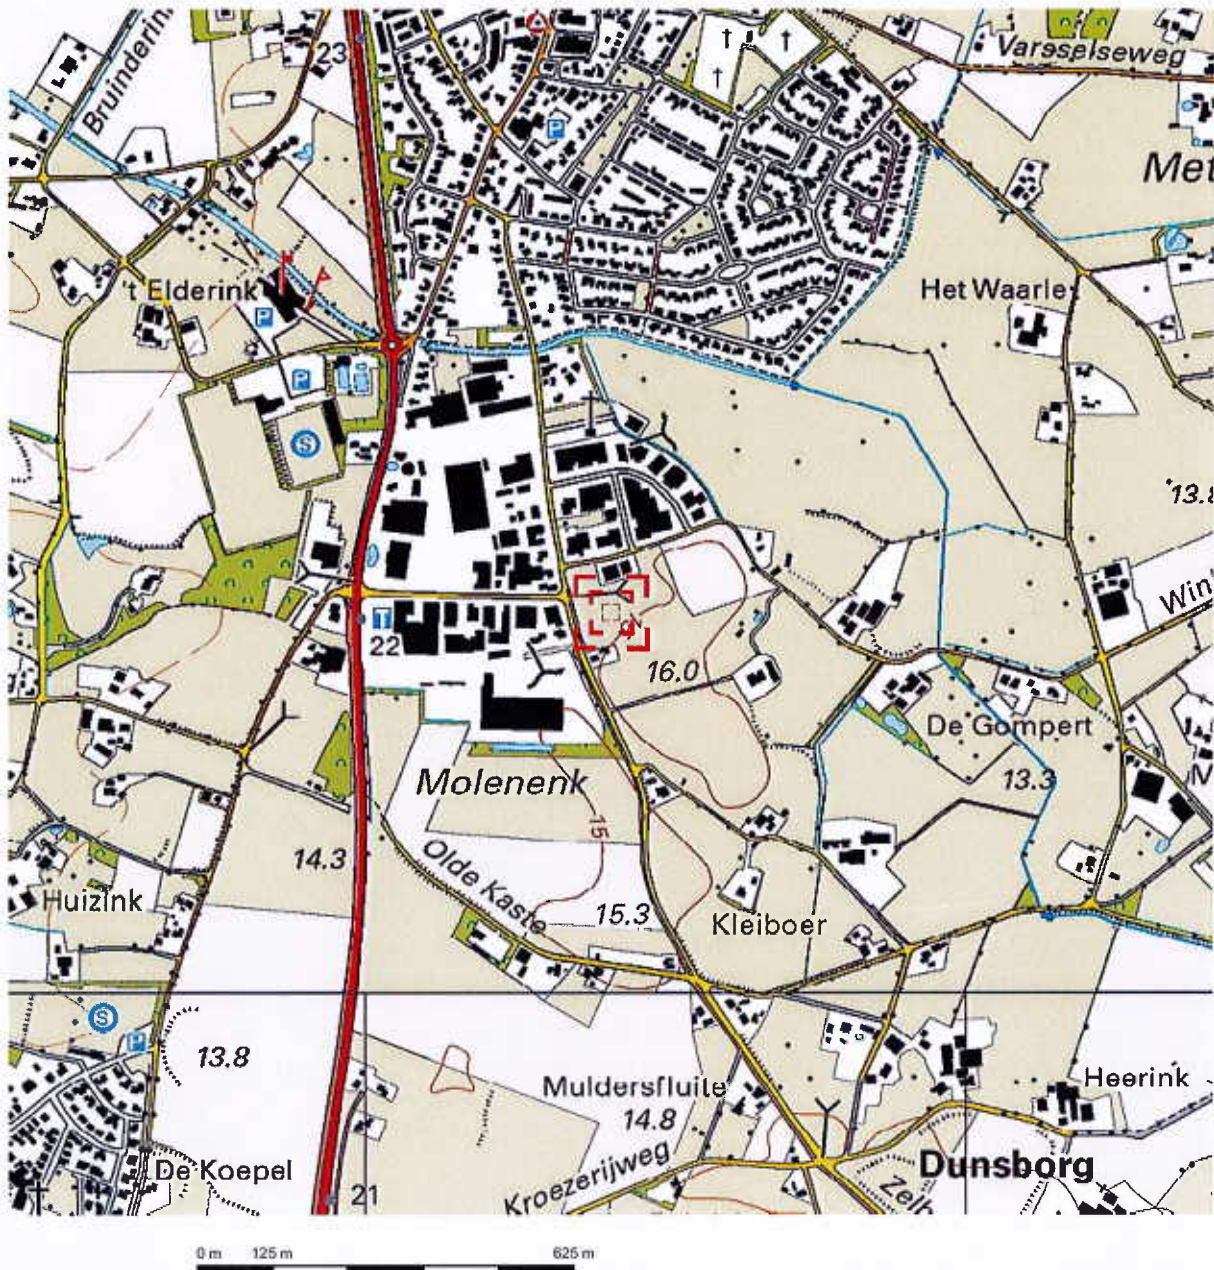 23
Bruinderin
Varsselseweg
P
Met
't Elderink
P
Het Waarle
P
S
13.8
Win
22
16.0
De Gompert
13.3
Molenenk
M
15
14.3
Olde Kaste
Huizink
15.3
Kleiboer
S
P
13.8
Muldersfluite
14.8
Heerink
De Koepel
Kroezerijweg
Dunsborg
Zelh
21
0 m 125 m 625 m